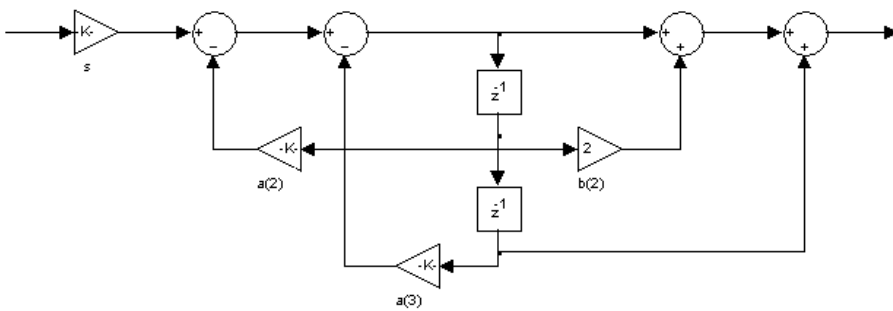 K-
s
+
−
+
−
+
+
+
+
z-1
-K-
a(2)
2
b(2)
z-1
-K-
a(3)